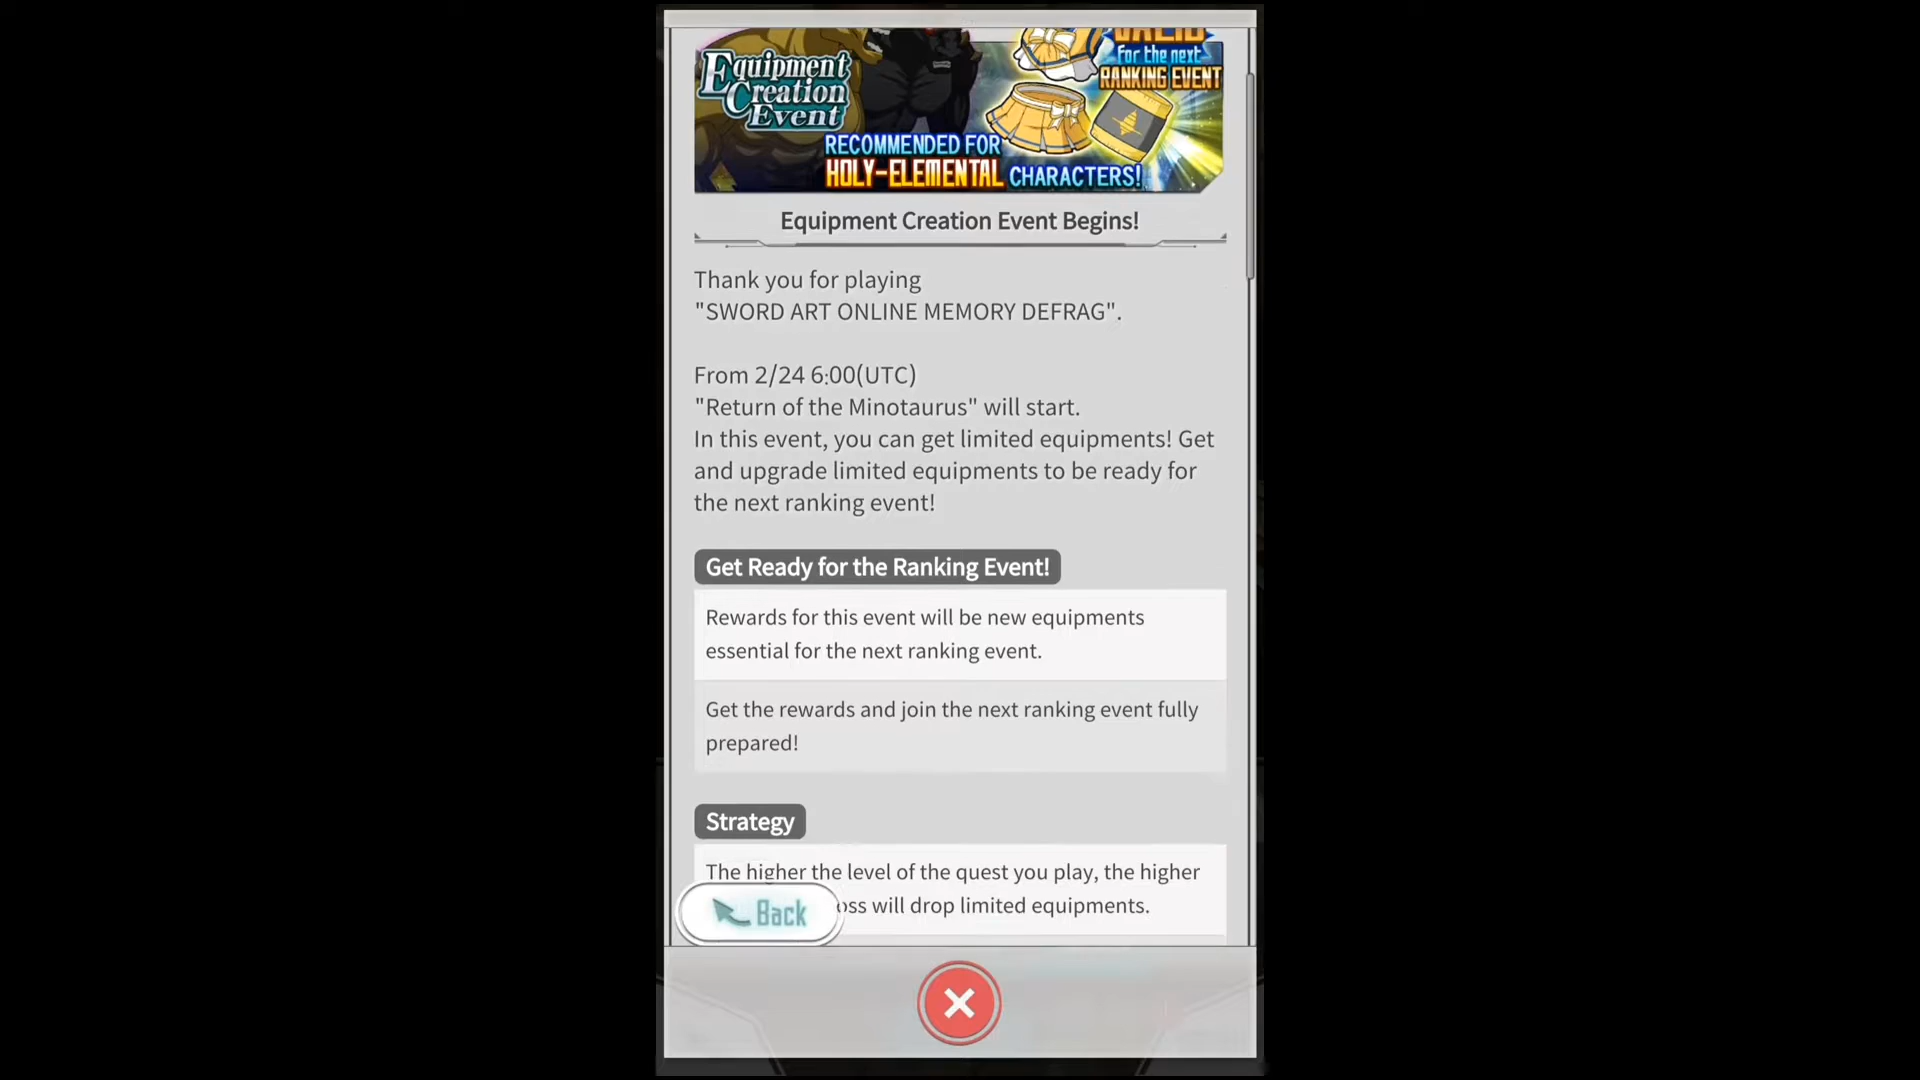 VALID
for the next
RANKING EVENT
Equipment
Creation
Event
RECOMMENDED FOR
HOLY-ELEMENTAL CHARACTERS!
Equipment Creation Event Begins!
Thank you for playing
"SWORD ART ONLINE MEMORY DEFRAG".
From 2/24 6:00(UTC)
"Return of the Minotaurus" will start.
In this event, you can get limited equipments! Get
and upgrade limited equipments to be ready for
the next ranking event!
Get Ready for the Ranking Event!
Rewards for this event will be new equipments
essential for the next ranking event.
Get the rewards and join the next ranking event fully
prepared!
Strategy
The higher the level of the quest you play, the higher
oss will drop limited equipments.
Back